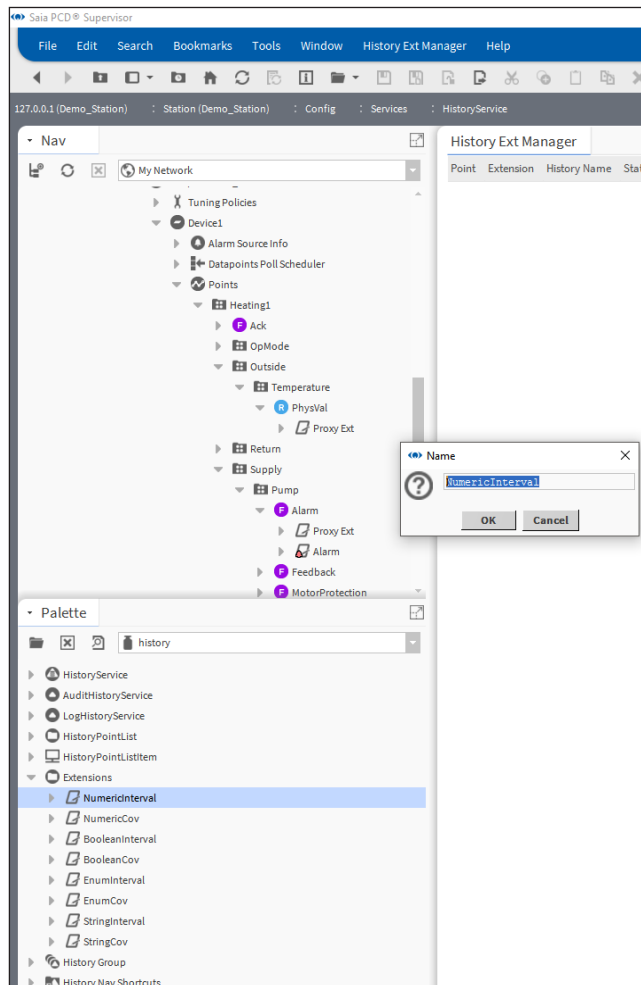 Saia PCD® Supervisor
File Edit Search Bookmarks Tools Window History Ext Manager Help
127.0.0.1 (Demo_Station) : Station (Demo_Station) : Config : Services : HistoryService
Nav
History Ext Manager
My Network
Point Extension History Name Stat
Tuning Policies
Device1
Alarm Source Info
Datapoints Poll Scheduler
Points
Heating1
F Ack
OpMode
Outside
Temperature
R PhysVal
Proxy Ext
Return
Supply
Pump
F Alarm
Proxy Ext
Alarm
F Feedback
F MotorProtection
Name
NumericInterval
OK Cancel
Palette
history
HistoryService
AuditHistoryService
LogHistoryService
HistoryPointList
HistoryPointListItem
Extensions
NumericInterval
NumericCov
BooleanInterval
BooleanCov
EnumInterval
EnumCov
StringInterval
StringCov
History Group
History Nav Shortcuts